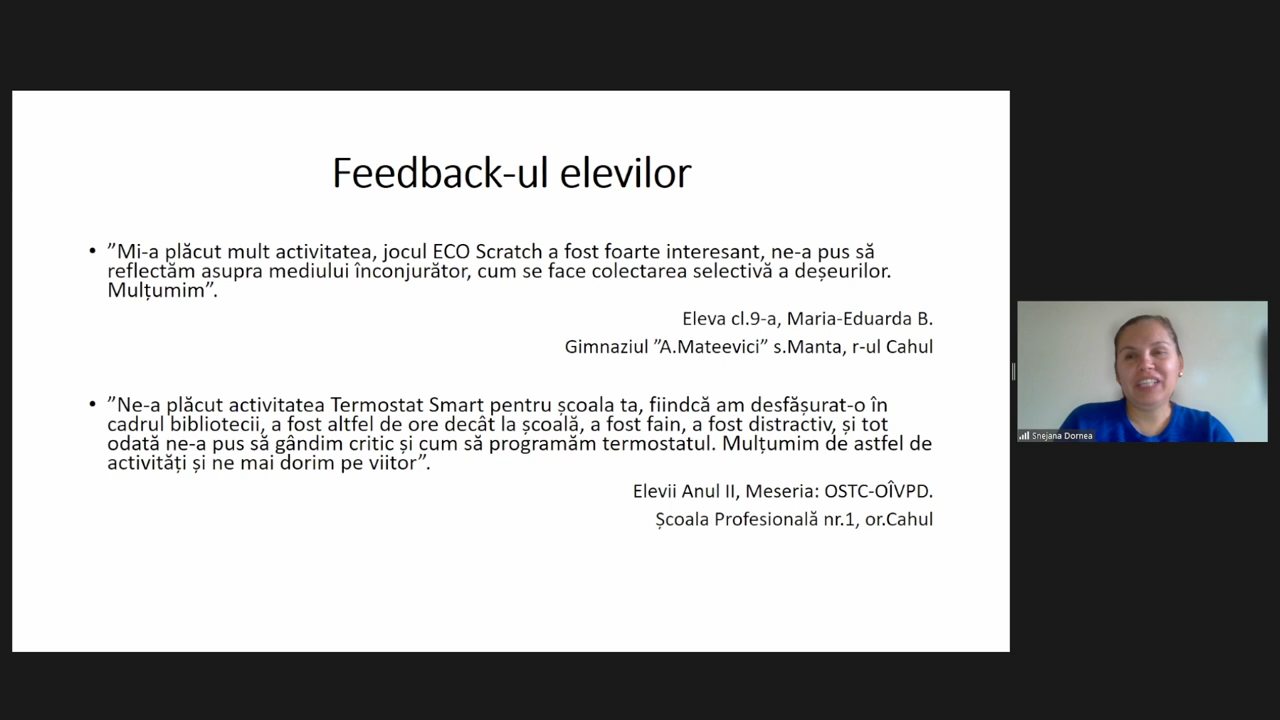 Feedback-ul elevilor
• ”Mi-a plăcut mult activitatea, jocul ECO Scratch a fost foarte interesant, ne-a pus să
reflectăm asupra mediului înconjurător, cum se face colectarea selectivă a deșeurilor.
Mulțumim”.
Eleva cl.9-a, Maria-Eduarda B.
Gimnaziul ”A.Mateevici” s.Manta, r-ul Cahul
• ”Ne-a plăcut activitatea Termostat Smart pentru școala ta, fiindcă am desfășurat-o în
cadrul bibliotecii, a fost altfel de ore decât la școală, a fost fain, a fost distractiv, și tot
odată ne-a pus să gândim critic și cum să programăm termostatul. Mulțumim de astfel de
activități și ne mai dorim pe viitor”.
Elevii Anul II, Meseria: OSTC-OÎVPD.
Școala Profesională nr.1, or.Cahul
Snejana Dornea